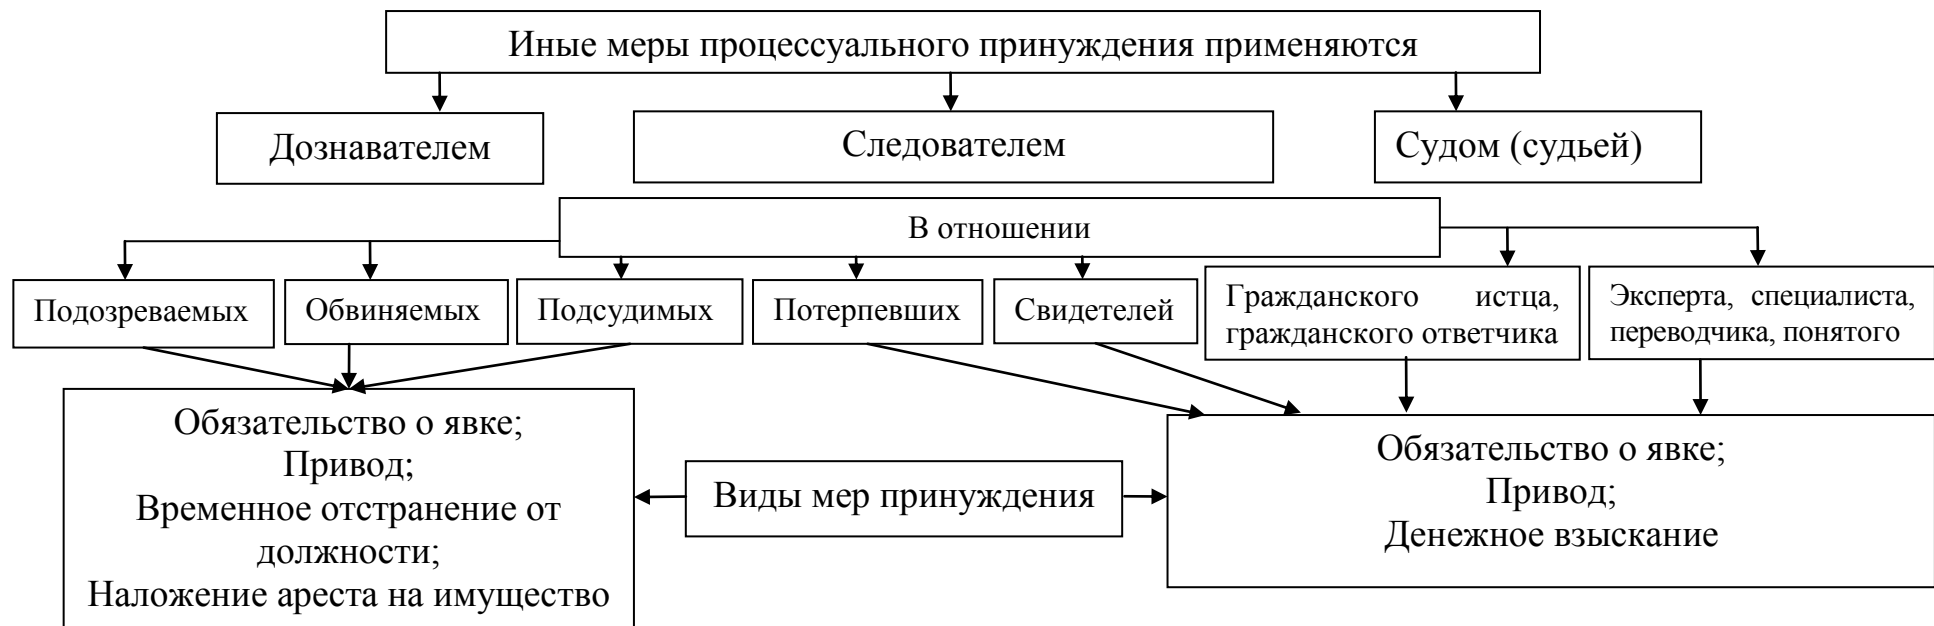 Иные меры процессуального принуждения применяются
Дознавателем
Следователем
Судом (судьей)
В отношении
Подозреваемых
Обвиняемых
Подсудимых
Потерпевших
Свидетелей
Гражданского истца,
гражданского ответчика
Эксперта, специалиста,
переводчика, понятого
Обязательство о явке;
Привод;
Временное отстранение от
должности;
Наложение ареста на имущество
Виды мер принуждения
Обязательство о явке;
Привод;
Денежное взыскание